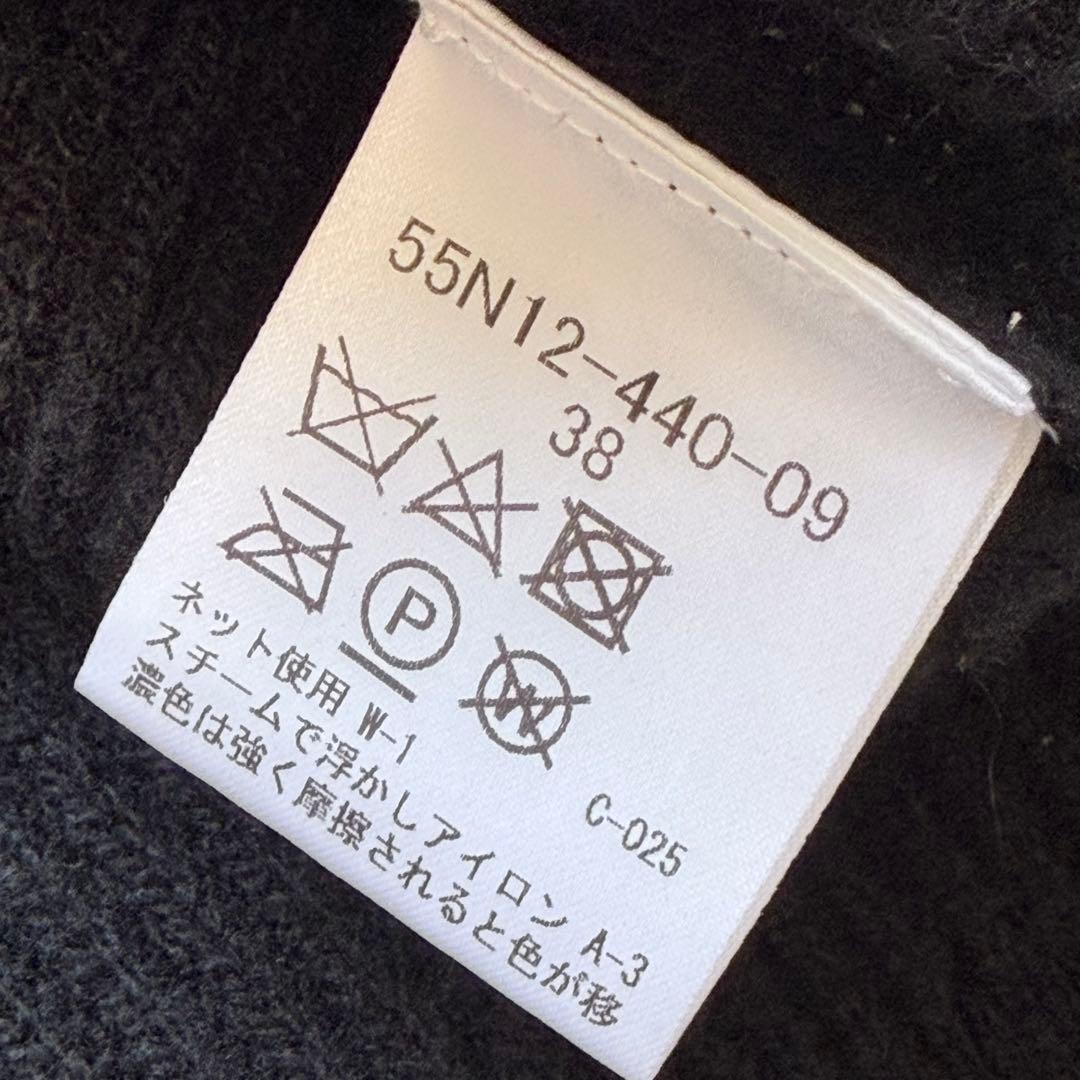 55N12-440-09
38
P
W
ネット使用 W-1
C-025
スチームで浮かしアイロン A-3
濃色は強く摩擦されると色が移